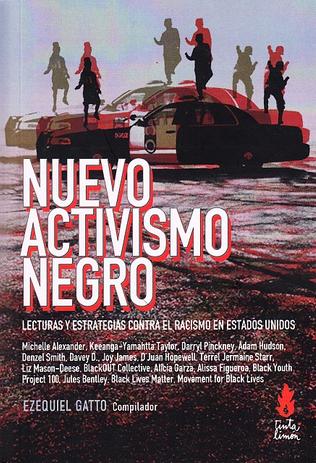 NUEVO
ACTIVISMO
NEGRO
LECTURAS Y ESTRATEGIAS CONTRA EL RACISMO EN ESTADOS UNIDOS
Michelle Alexander, Keeanga-Yamahtta Taylor, Darryl Pinckney, Adam Hudson,
Denzel Smith, Davey D., Joy James, D Juan Hopewell, Terrel Jermaine Starr,
Liz Mason-Deese, BlackOUT Collective, Alicia Garza, Alissa Figueroa, Black Youth
Project 100, Jules Bentley, Black Lives Matter, Movement for Black Lives
EZEQUIEL GATTO Compilador
tinta
limón